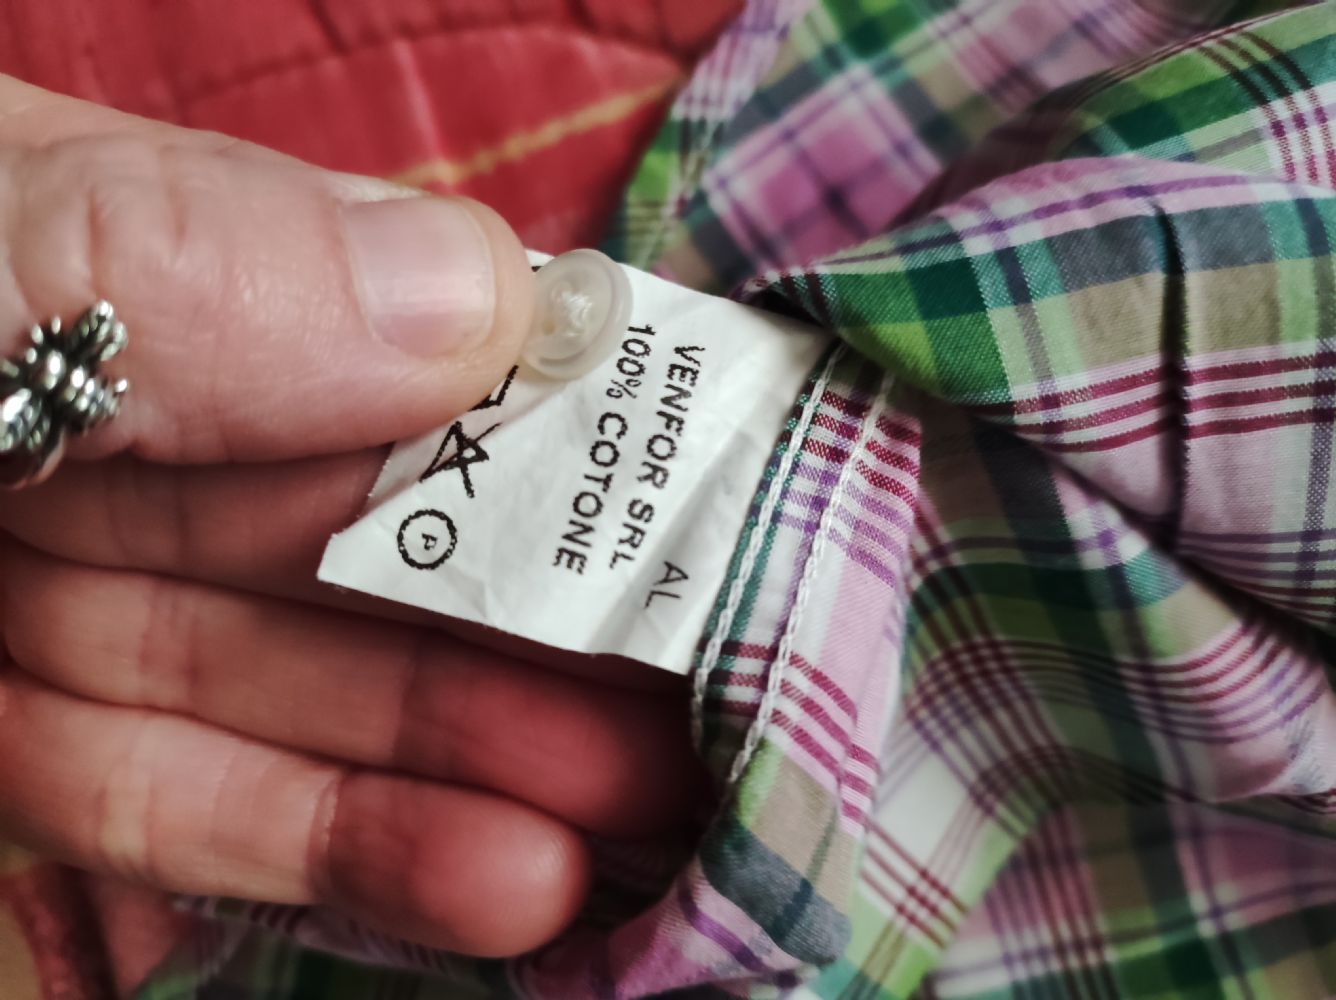 VENFOR SRL AL
100% COTONE
P